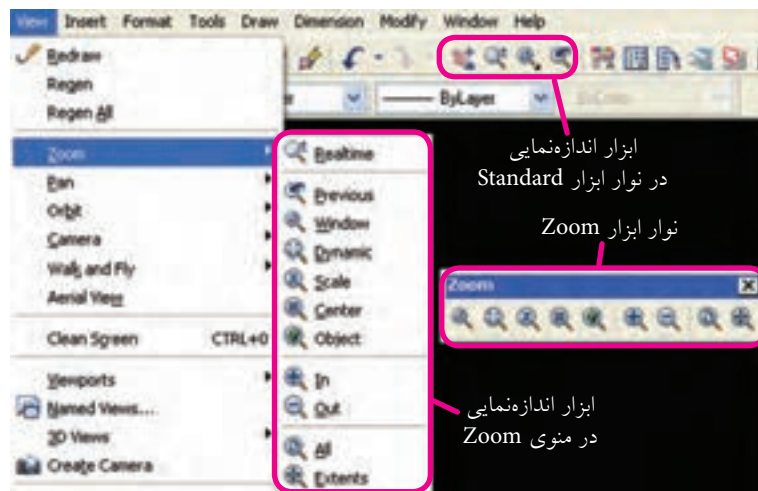 View Insert Format Tools Draw Dimension Modify Window Help
Redraw
Regen
Regen All
ByLayer
Zoom
Pan
Orbit
Camera
Walk and Fly
Aerial View
Clean Screen CTRL+0
Viewports
Named Views...
3D Views
Create Camera
Realtime
Previous
Window
Dynamic
Scale
Center
Object
In
Out
All
Extents
ابزار اندازه‌نمایی
در نوار ابزار Standard
نوار ابزار Zoom
Zoom
ابزار اندازه‌نمایی
در منوی Zoom